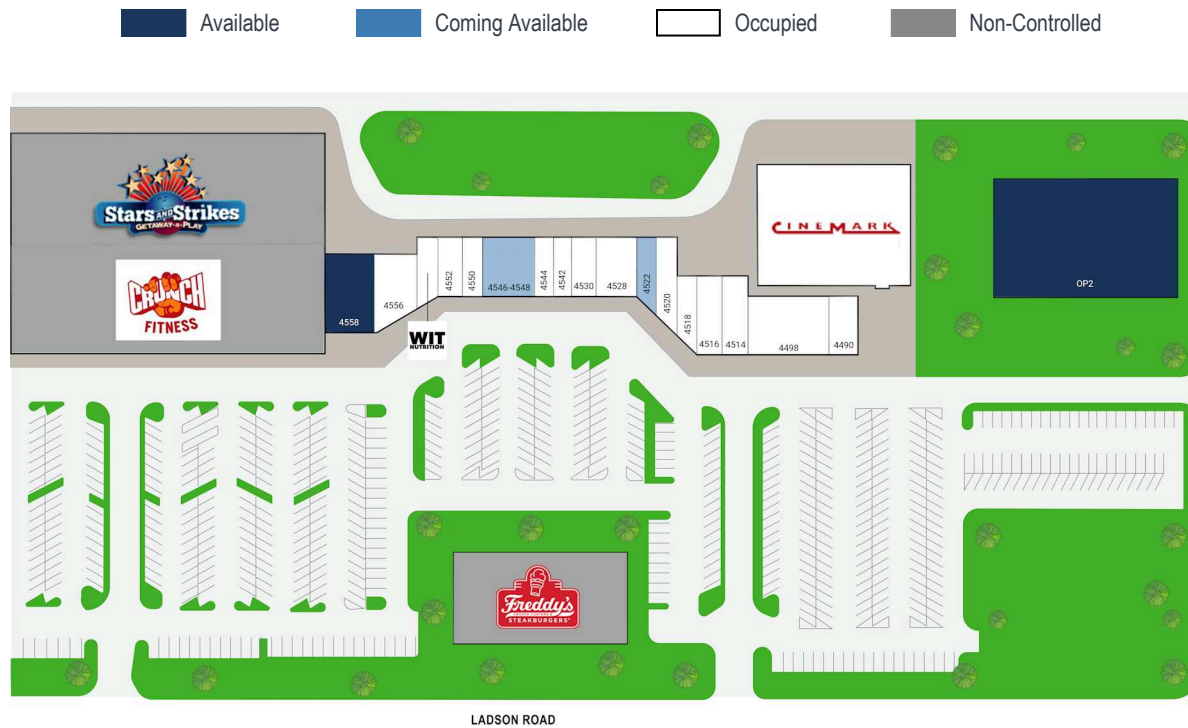 Available
Coming Available
Occupied
Non-Controlled
Stars AND Strikes
GETAWAY-N-PLAY
CRUNCH
FITNESS
CINEMARK
OP2
4558
4556
WIT
NUTRITION
4552
4550
4546-4548
4544
4542
4530
4528
4522
4520
4518
4516
4514
4498
4490
Freddy's
STEAKBURGERS
LADSON ROAD